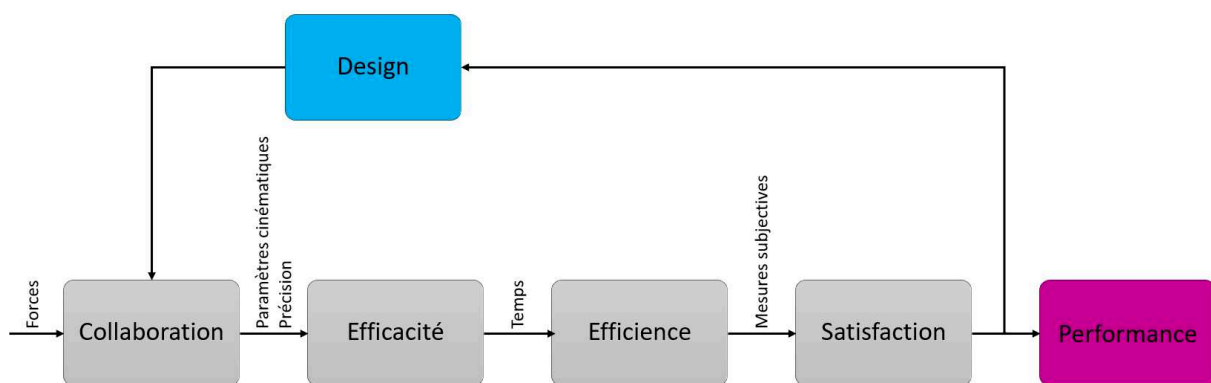 Design
Forces
Collaboration
Paramètres cinématiques
Précision
Efficacité
Temps
Efficience
Mesures subjectives
Satisfaction
Performance